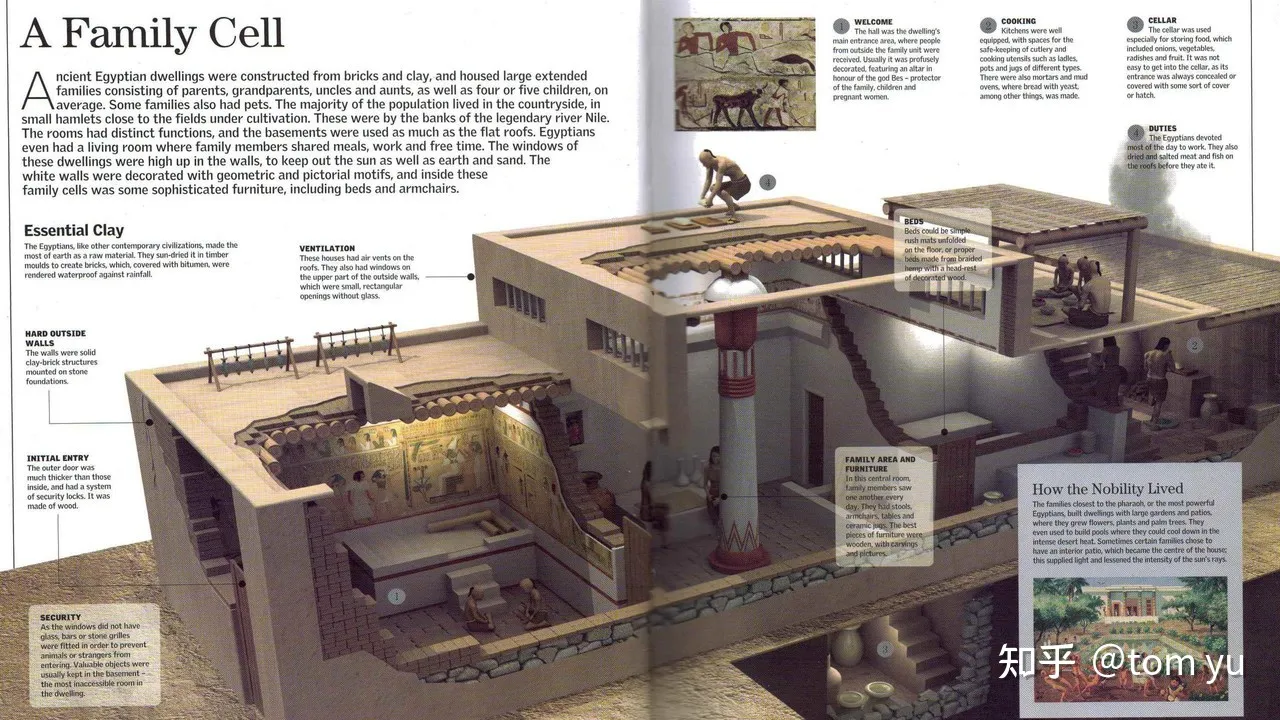 A Family Cell
Ancient Egyptian dwellings were constructed from bricks and clay, and housed large extended
families consisting of parents, grandparents, uncles and aunts, as well as four or five children, on
average. Some families also had pets. The majority of the population lived in the countryside, in
small hamlets close to the fields under cultivation. These were by the banks of the legendary river Nile.
The rooms had distinct functions, and the basements were used as much as the flat roofs. Egyptians
even had a living room where family members shared meals, work and free time. The windows of
these dwellings were high up in the walls, to keep out the sun as well as earth and sand. The
white walls were decorated with geometric and pictorial motifs, and inside these
family cells was some sophisticated furniture, including beds and armchairs.
Essential Clay
The Egyptians, like other contemporary civilizations, made the
most of earth as a raw material. They sun-dried it in timber
moulds to create bricks, which, covered with bitumen, were
rendered waterproof against rainfall.
VENTILATION
These houses had air vents on the
roofs. They also had windows on
the upper part of the outside walls,
which were small, rectangular
openings without glass.
HARD OUTSIDE
WALLS
The walls were solid
clay-brick structures
mounted on stone
foundations.
INITIAL ENTRY
The outer door was
much thicker than those
inside, and had a system
of security locks. It was
made of wood.
SECURITY
As the windows did not have
glass, bars or stone grilles
were fitted in order to prevent
animals or strangers from
entering. Valuable objects were
usually kept in the basement –
the most inaccessible room in
the dwelling.
1 WELCOME
The hall was the dwelling's
main entrance area, where people
from outside the family unit were
received. Usually it was profusely
decorated, featuring an altar in
honour of the god Bes – protector
of the family, children and
pregnant women.
2 COOKING
Kitchens were well
equipped, with spaces for the
safe-keeping of cutlery and
cooking utensils such as ladles,
pots and jugs of different types.
There were also mortars and mud
ovens, where bread with yeast,
among other things, was made.
3 CELLAR
The cellar was used
especially for storing food, which
included onions, vegetables,
radishes and fruit. It was not
easy to get into the cellar, as its
entrance was always concealed or
covered with some sort of cover
or hatch.
4 DUTIES
The Egyptians devoted
most of the day to work. They also
dried and salted meat and fish on
the roofs before they ate it.
4
BEDS
Beds could be simple
rush mats unfolded
on the floor, or proper
beds made from braided
hemp with a head-rest
of decorated wood.
2
FAMILY AREA AND
FURNITURE
In this central room,
family members saw
one another every
day. They had stools,
armchairs, tables and
ceramic jugs. The best
pieces of furniture were
wooden, with carvings
and pictures.
1
3
How the Nobility Lived
The families closest to the pharaoh, or the most powerful
Egyptians, built dwellings with large gardens and patios,
where they grew flowers, plants and palm trees. They
even used to build pools where they could cool down in the
intense desert heat. Sometimes certain families chose to
have an interior patio, which became the centre of the house;
this supplied light and lessened the intensity of the sun's rays.
知乎 @tom yu